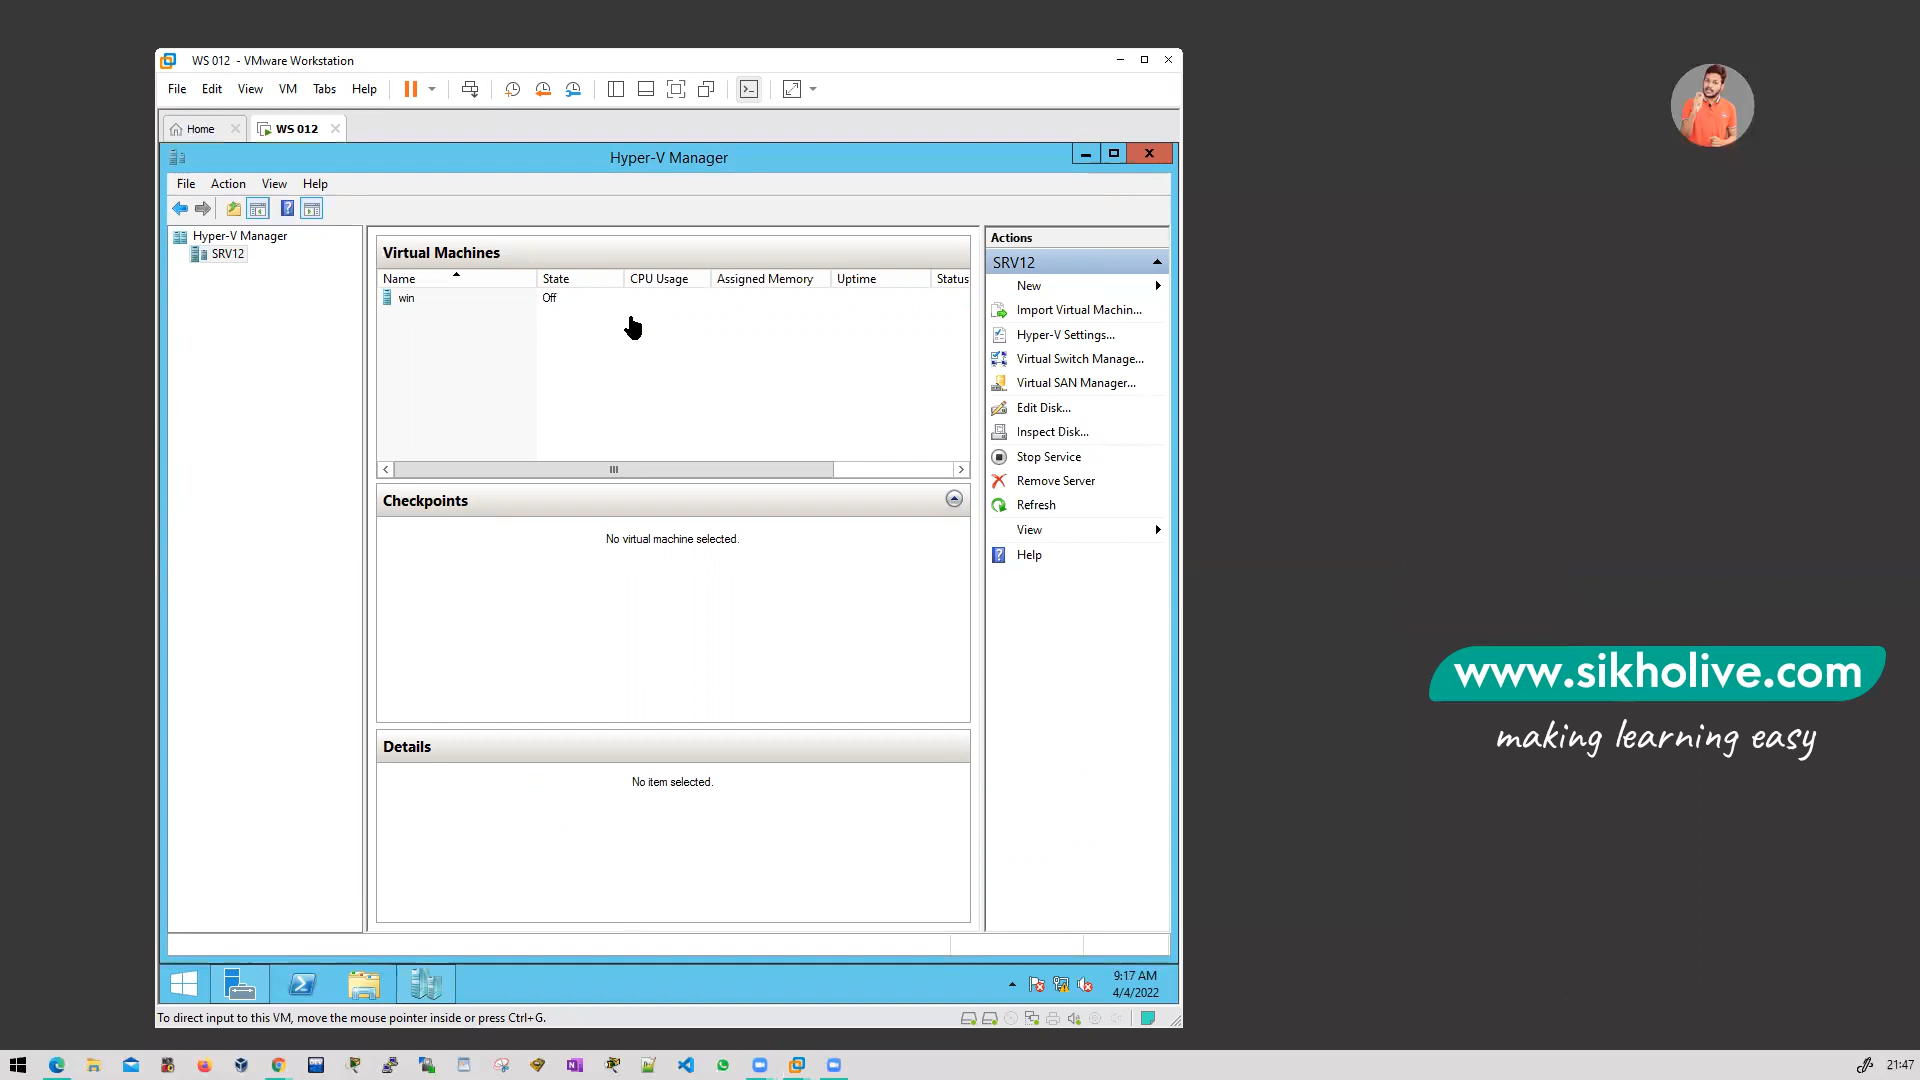 WS 012 - VMware Workstation
File Edit View VM Tabs Help
Home WS 012
Hyper-V Manager
File Action View Help
Hyper-V Manager
SRV12
Virtual Machines
Name State CPU Usage Assigned Memory Uptime Status
win Off
Checkpoints
No virtual machine selected.
Details
No item selected.
Actions
SRV12
New
Import Virtual Machin...
Hyper-V Settings...
Virtual Switch Manage...
Virtual SAN Manager...
Edit Disk...
Inspect Disk...
Stop Service
Remove Server
Refresh
View
Help
9:17 AM
4/4/2022
To direct input to this VM, move the mouse pointer inside or press Ctrl+G.
www.sikholive.com
making learning easy
21:47